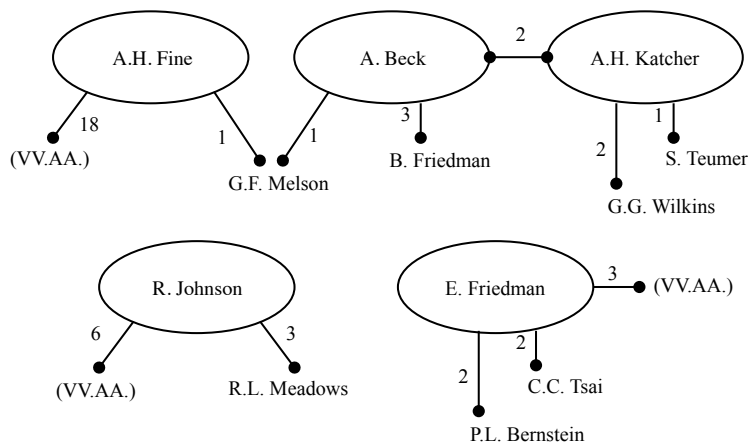 2
A.H. Fine
A. Beck
A.H. Katcher
18
3
1
1
1
2
(VV.AA.)
B. Friedman
S. Teumer
G.F. Melson
G.G. Wilkins
3
R. Johnson
E. Friedman
(VV.AA.)
6
3
2
2
(VV.AA.)
R.L. Meadows
C.C. Tsai
P.L. Bernstein